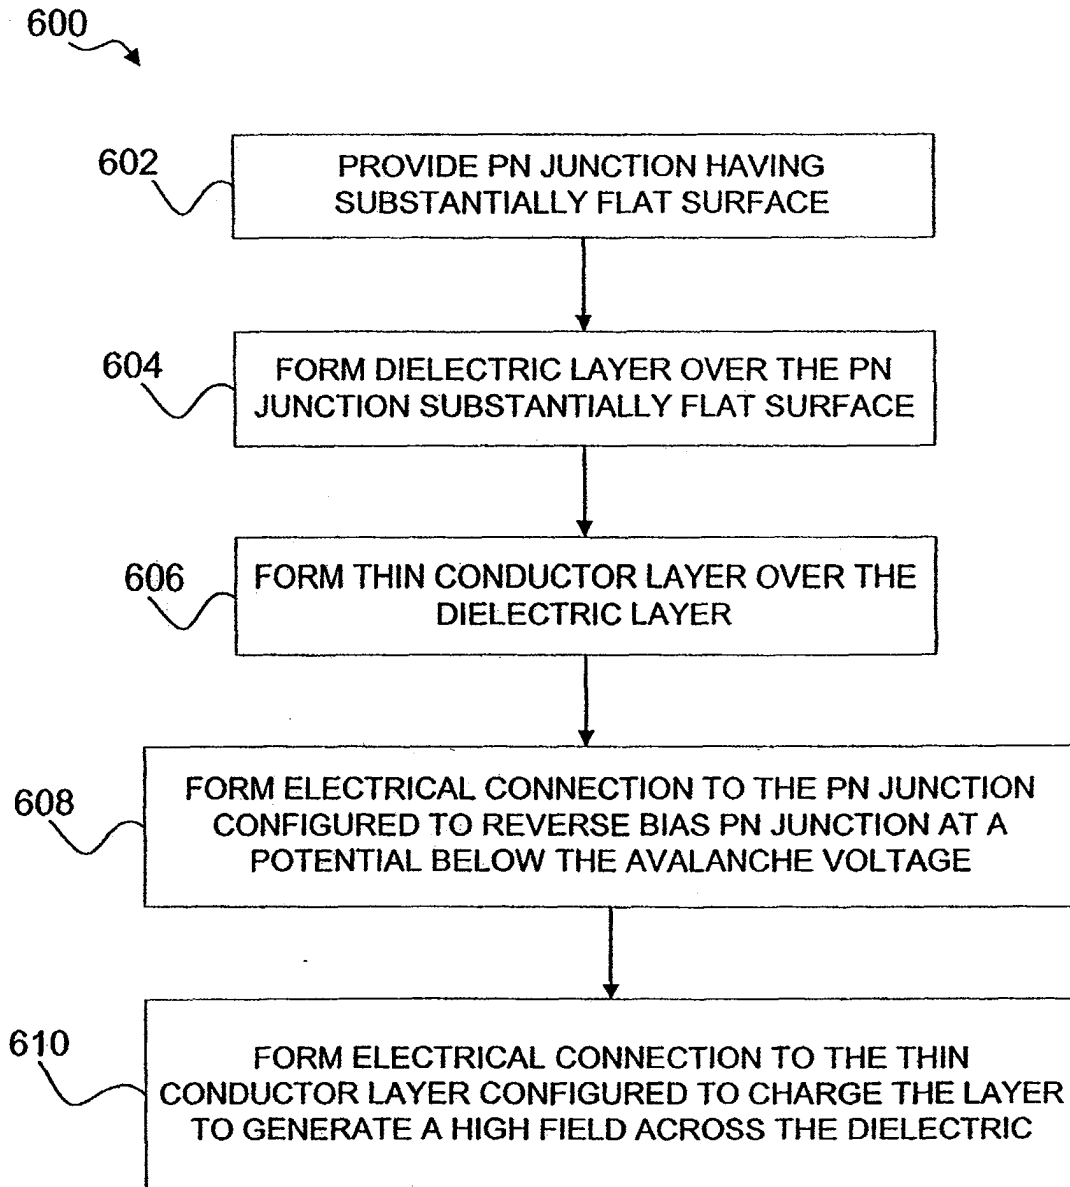 600
602
PROVIDE PN JUNCTION HAVING
SUBSTANTIALLY FLAT SURFACE
604
FORM DIELECTRIC LAYER OVER THE PN
JUNCTION SUBSTANTIALLY FLAT SURFACE
606
FORM THIN CONDUCTOR LAYER OVER THE
DIELECTRIC LAYER
608
FORM ELECTRICAL CONNECTION TO THE PN JUNCTION
CONFIGURED TO REVERSE BIAS PN JUNCTION AT A
POTENTIAL BELOW THE AVALANCHE VOLTAGE
610
FORM ELECTRICAL CONNECTION TO THE THIN
CONDUCTOR LAYER CONFIGURED TO CHARGE THE LAYER
TO GENERATE A HIGH FIELD ACROSS THE DIELECTRIC